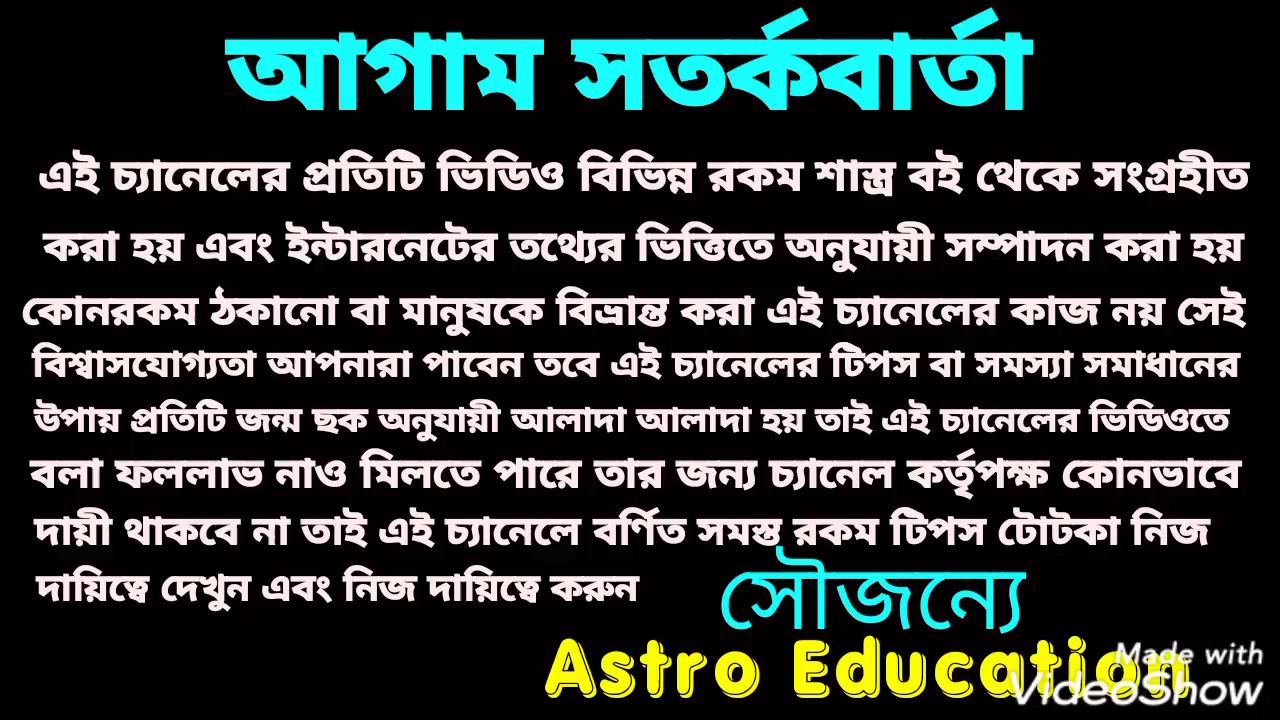 আগাম সতর্কবার্তা
এই চ্যানেলের প্রতিটি ভিডিও বিভিন্ন রকম শাস্ত্র বই থেকে সংগ্রহীত
করা হয় এবং ইন্টারনেটের তথ্যের ভিত্তিতে অনুযায়ী সম্পাদন করা হয়
কোনরকম ঠকানো বা মানুষকে বিভ্রান্ত করা এই চ্যানেলের কাজ নয় সেই
বিশ্বাসযোগ্যতা আপনারা পাবেন তবে এই চ্যানেলের টিপস বা সমস্যা সমাধানের
উপায় প্রতিটি জন্ম ছক অনুযায়ী আলাদা আলাদা হয় তাই এই চ্যানেলের ভিডিওতে
বলা ফললাভ নাও মিলতে পারে তার জন্য চ্যানেল কর্তৃপক্ষ কোনভাবে
দায়ী থাকবে না তাই এই চ্যানেলে বর্ণিত সমস্ত রকম টিপস টোটকা নিজ
দায়িত্বে দেখুন এবং নিজ দায়িত্বে করুন
সৌজন্যে
Astro Education
Made with
VideoShow